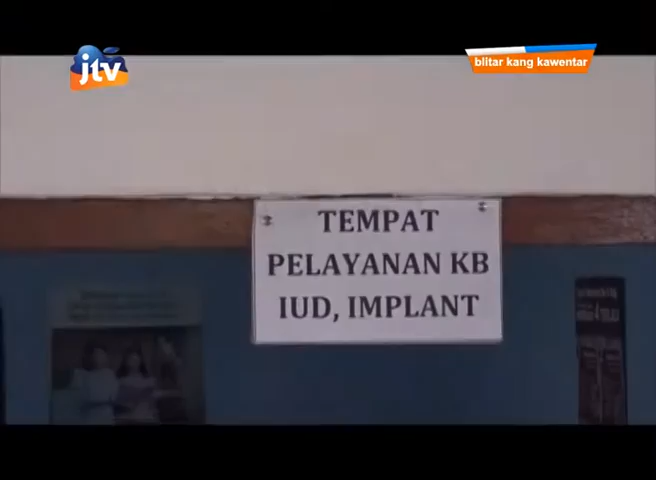 jtv
blitar kang kawentar
TEMPAT
PELAYANAN KB
IUD, IMPLANT